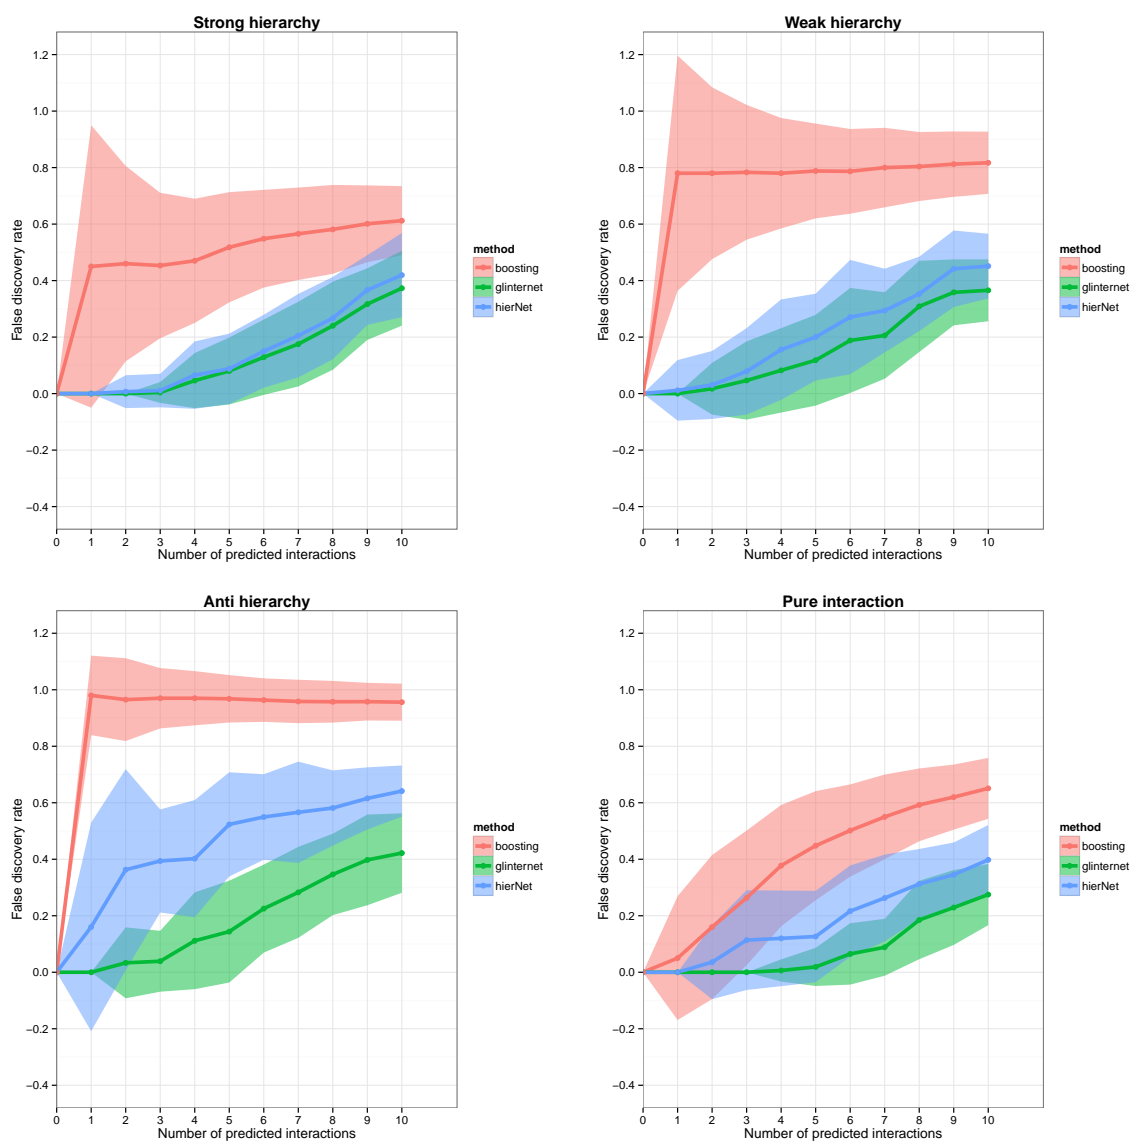 Strong hierarchy
False discovery rate
1.2
1.0
0.8
0.6
0.4
0.2
0.0
−0.2
−0.4
0 1 2 3 4 5 6 7 8 9 10
Number of predicted interactions
method
boosting
glinternet
hierNet
Weak hierarchy
False discovery rate
1.2
1.0
0.8
0.6
0.4
0.2
0.0
−0.2
−0.4
0 1 2 3 4 5 6 7 8 9 10
Number of predicted interactions
method
boosting
glinternet
hierNet
Anti hierarchy
False discovery rate
1.2
1.0
0.8
0.6
0.4
0.2
0.0
−0.2
−0.4
0 1 2 3 4 5 6 7 8 9 10
Number of predicted interactions
method
boosting
glinternet
hierNet
Pure interaction
False discovery rate
1.2
1.0
0.8
0.6
0.4
0.2
0.0
−0.2
−0.4
0 1 2 3 4 5 6 7 8 9 10
Number of predicted interactions
method
boosting
glinternet
hierNet